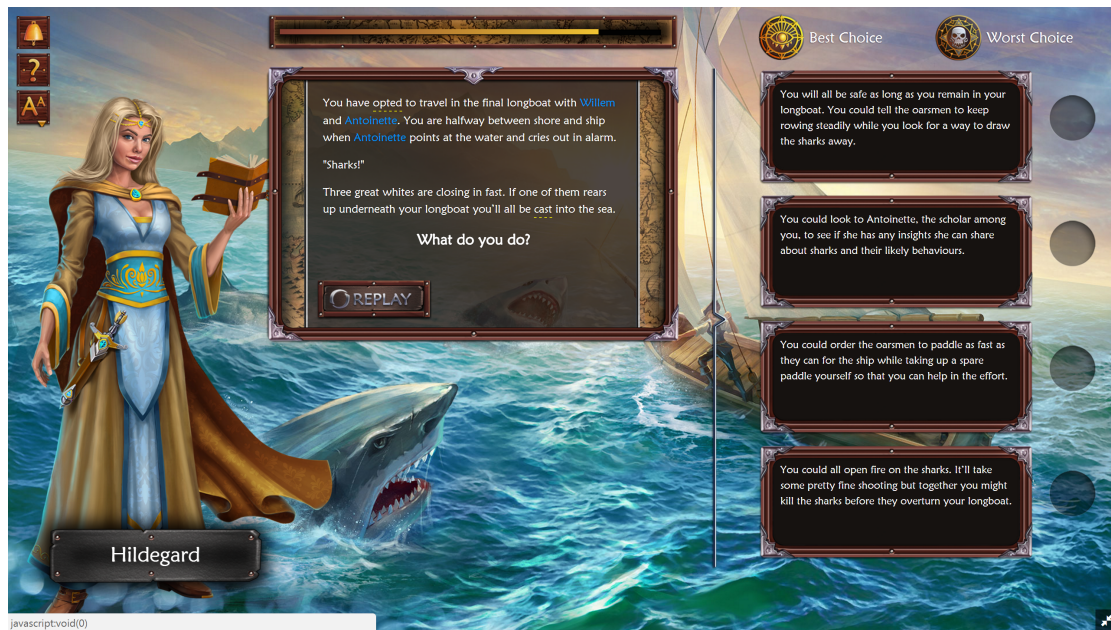 Best Choice
Worst Choice
You have opted to travel in the final longboat with Willem
and Antoinette. You are halfway between shore and ship
when Antoinette points at the water and cries out in alarm.
"Sharks!"
Three great whites are closing in fast. If one of them rears
up underneath your longboat you'll all be cast into the sea.
What do you do?
REPLAY
You will all be safe as long as you remain in your
longboat. You could tell the oarsmen to keep
rowing steadily while you look for a way to draw
the sharks away.
You could look to Antoinette, the scholar among
you, to see if she has any insights she can share
about sharks and their likely behaviours.
You could order the oarsmen to paddle as fast as
they can for the ship while taking up a spare
paddle yourself so that you can help in the effort.
You could all open fire on the sharks. It'll take
some pretty fine shooting but together you might
kill the sharks before they overturn your longboat.
?
AA
Hildegard
javascript:void(0)